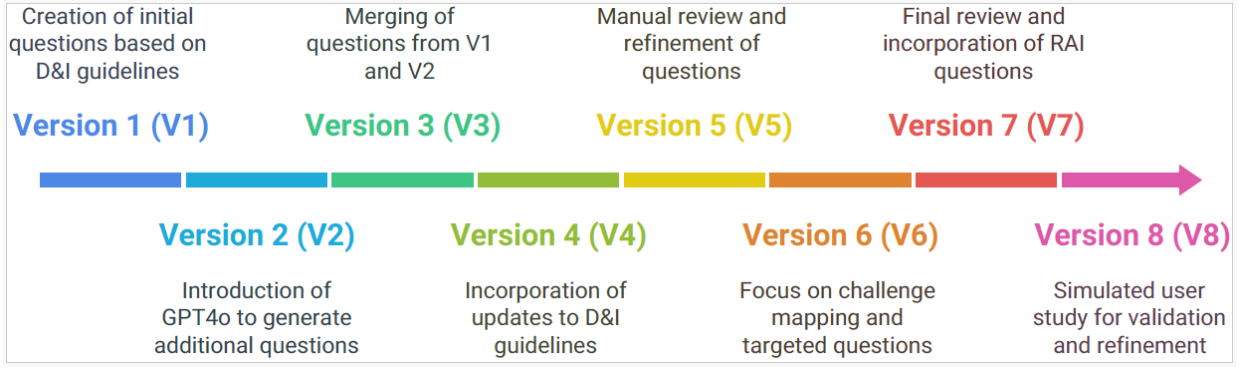 Creation of initial
questions based on
D&I guidelines
Version 1 (V1)
Merging of
questions from V1
and V2
Version 3 (V3)
Manual review and
refinement of
questions
Version 5 (V5)
Final review and
incorporation of RAI
questions
Version 7 (V7)
Version 2 (V2)
Introduction of
GPT4o to generate
additional questions
Version 4 (V4)
Incorporation of
updates to D&I
guidelines
Version 6 (V6)
Focus on challenge
mapping and
targeted questions
Version 8 (V8)
Simulated user
study for validation
and refinement